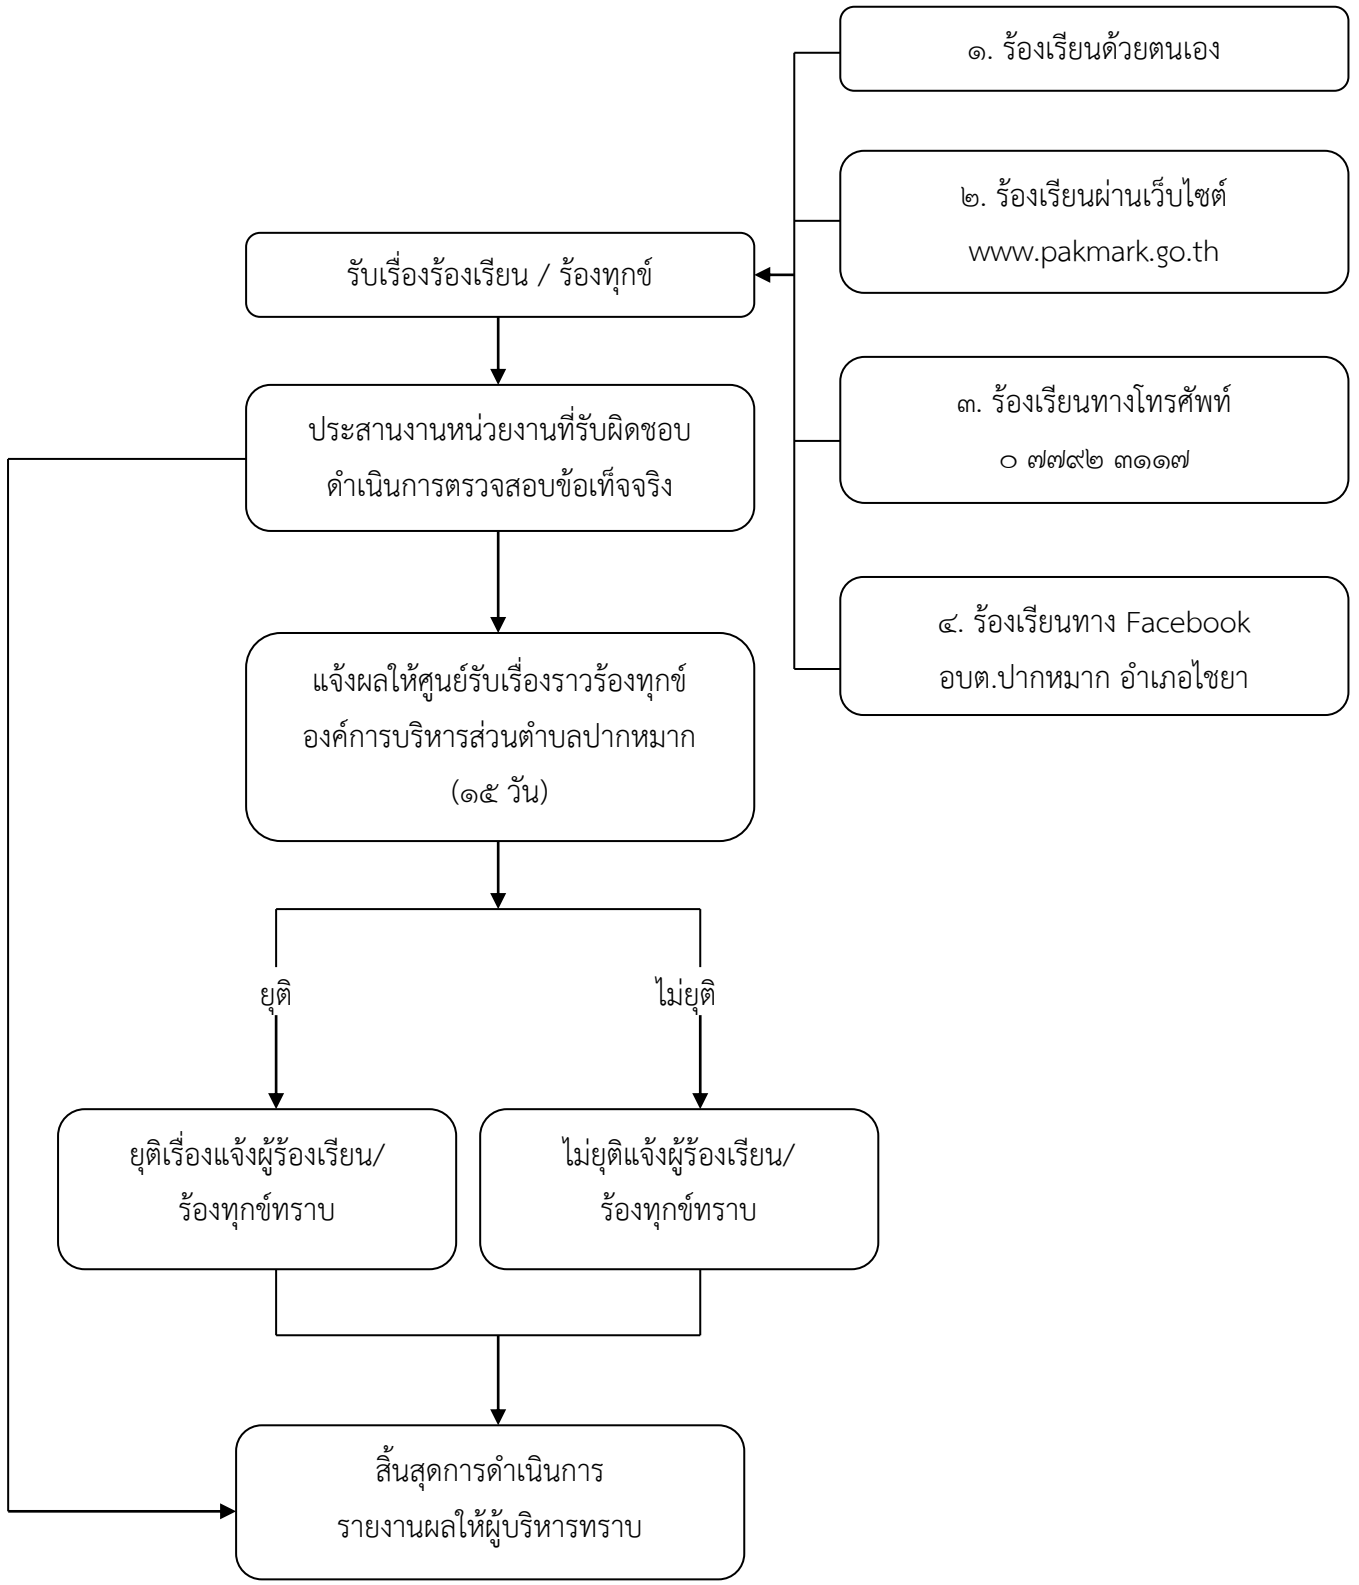 ๑. ร้องเรียนด้วยตนเอง
๒. ร้องเรียนผ่านเว็บไซต์
www.pakmark.go.th
รับเรื่องร้องเรียน / ร้องทุกข์
๓. ร้องเรียนทางโทรศัพท์
๐ ๗๗๙๒ ๓๑๑๗
ประสานงานหน่วยงานที่รับผิดชอบ
ดำเนินการตรวจสอบข้อเท็จจริง
๔. ร้องเรียนทาง Facebook
อบต.ปากหมาก อำเภอไชยา
แจ้งผลให้ศูนย์รับเรื่องราวร้องทุกข์
องค์การบริหารส่วนตำบลปากหมาก
(๑๕ วัน)
ยุติ
ไม่ยุติ
ยุติเรื่องแจ้งผู้ร้องเรียน/
ร้องทุกข์ทราบ
ไม่ยุติแจ้งผู้ร้องเรียน/
ร้องทุกข์ทราบ
สิ้นสุดการดำเนินการ
รายงานผลให้ผู้บริหารทราบ